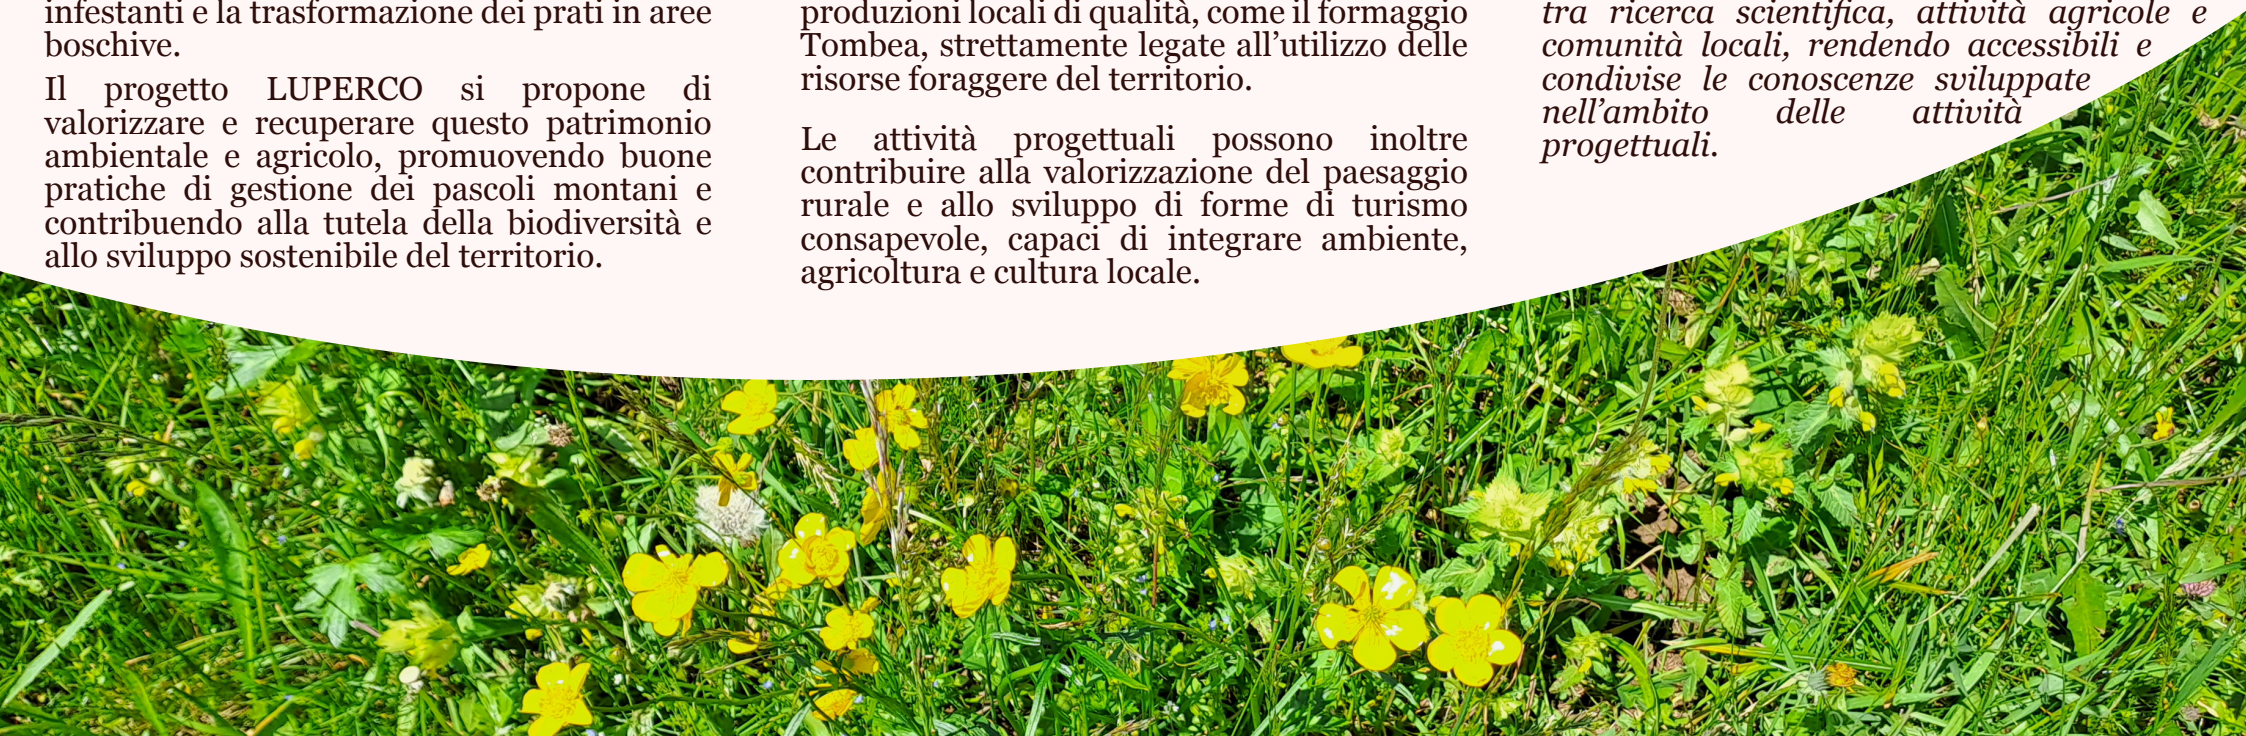 infestanti e la trasformazione dei prati in aree
boschive.
Il progetto LUPERCO si propone di
valorizzare e recuperare questo patrimonio
ambientale e agricolo, promuovendo buone
pratiche di gestione dei pascoli montani e
contribuendo alla tutela della biodiversità e
allo sviluppo sostenibile del territorio.
produzioni locali di qualità, come il formaggio
Tombea, strettamente legate all'utilizzo delle
risorse foraggere del territorio.
Le attività progettuali possono inoltre
contribuire alla valorizzazione del paesaggio
rurale e allo sviluppo di forme di turismo
consapevole, capaci di integrare ambiente,
agricoltura e cultura locale.
tra ricerca scientifica, attività agricole e
comunità locali, rendendo accessibili e
condivise le conoscenze sviluppate
nell'ambito delle attività
progettuali.